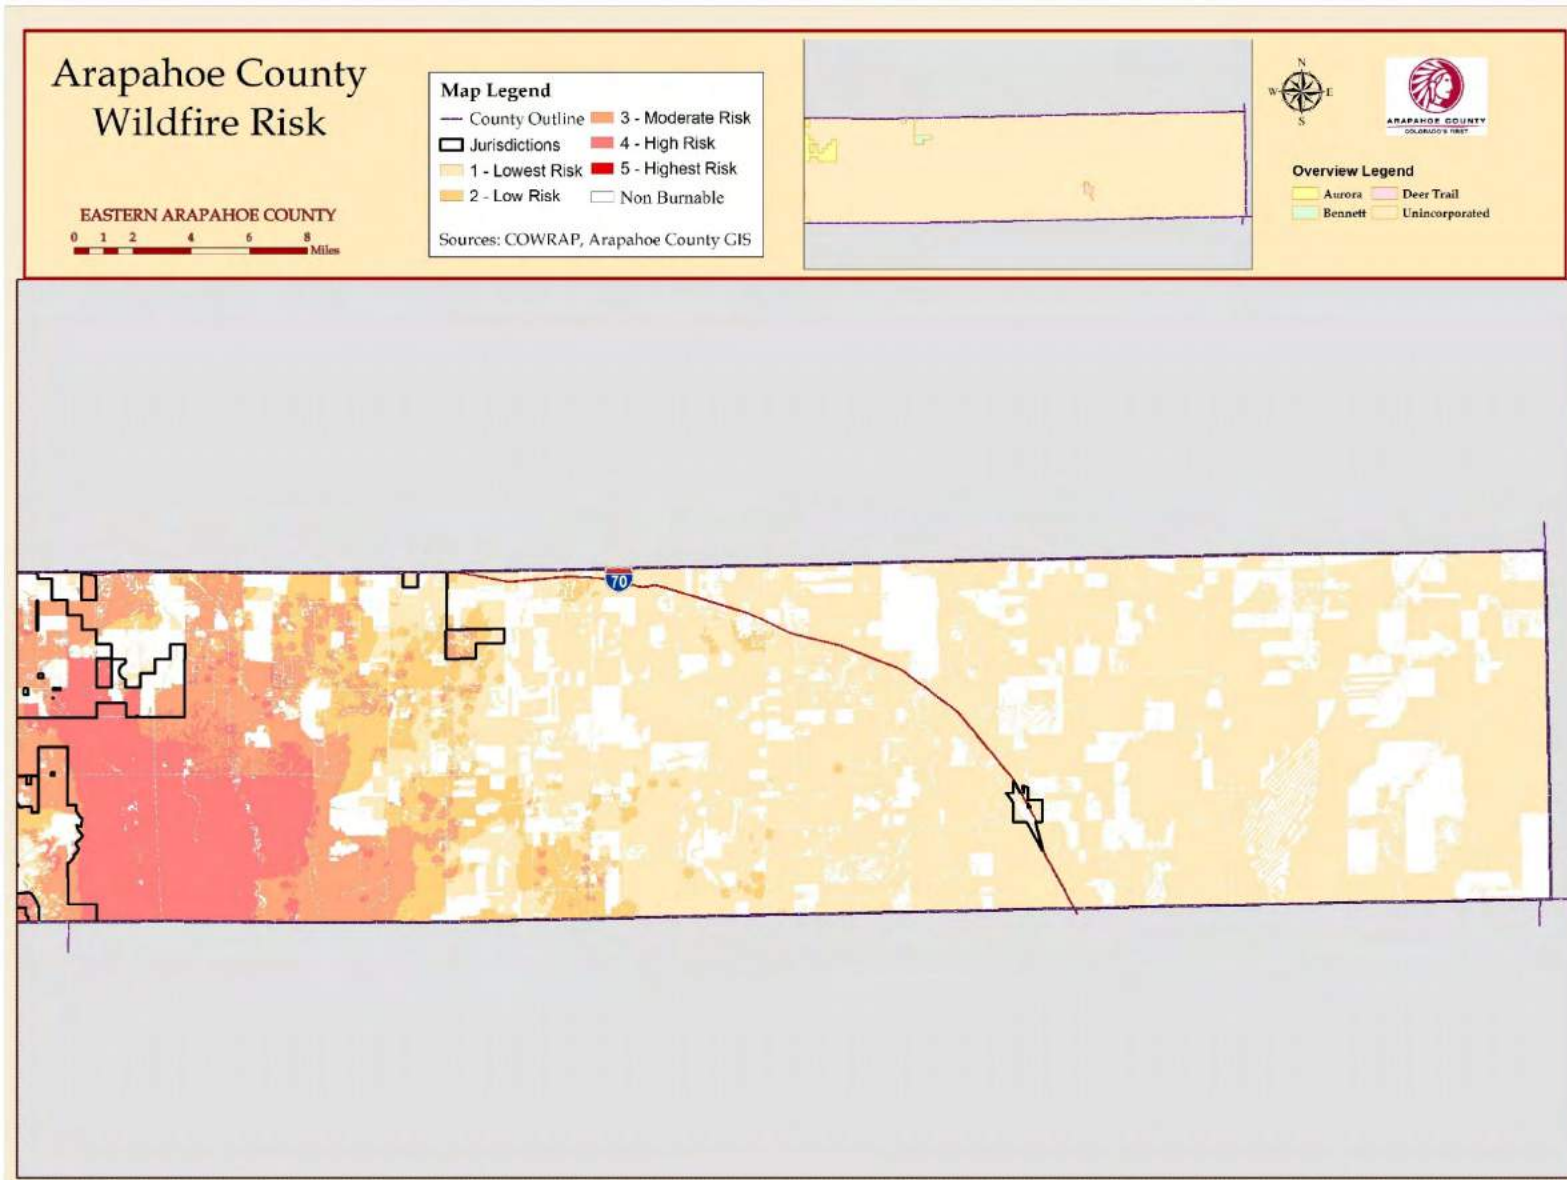 Arapahoe County
Wildfire Risk
EASTERN ARAPAHOE COUNTY
0 1 2 4 6 8
Miles
Map Legend
County Outline
Jurisdictions
1 - Lowest Risk
2 - Low Risk
3 - Moderate Risk
4 - High Risk
5 - Highest Risk
Non Burnable
Sources: COWRAP, Arapahoe County GIS
N
W E
S
ARAPAHOE COUNTY
COLORADO'S FIRST
Overview Legend
Aurora
Bennett
Deer Trail
Unincorporated
70